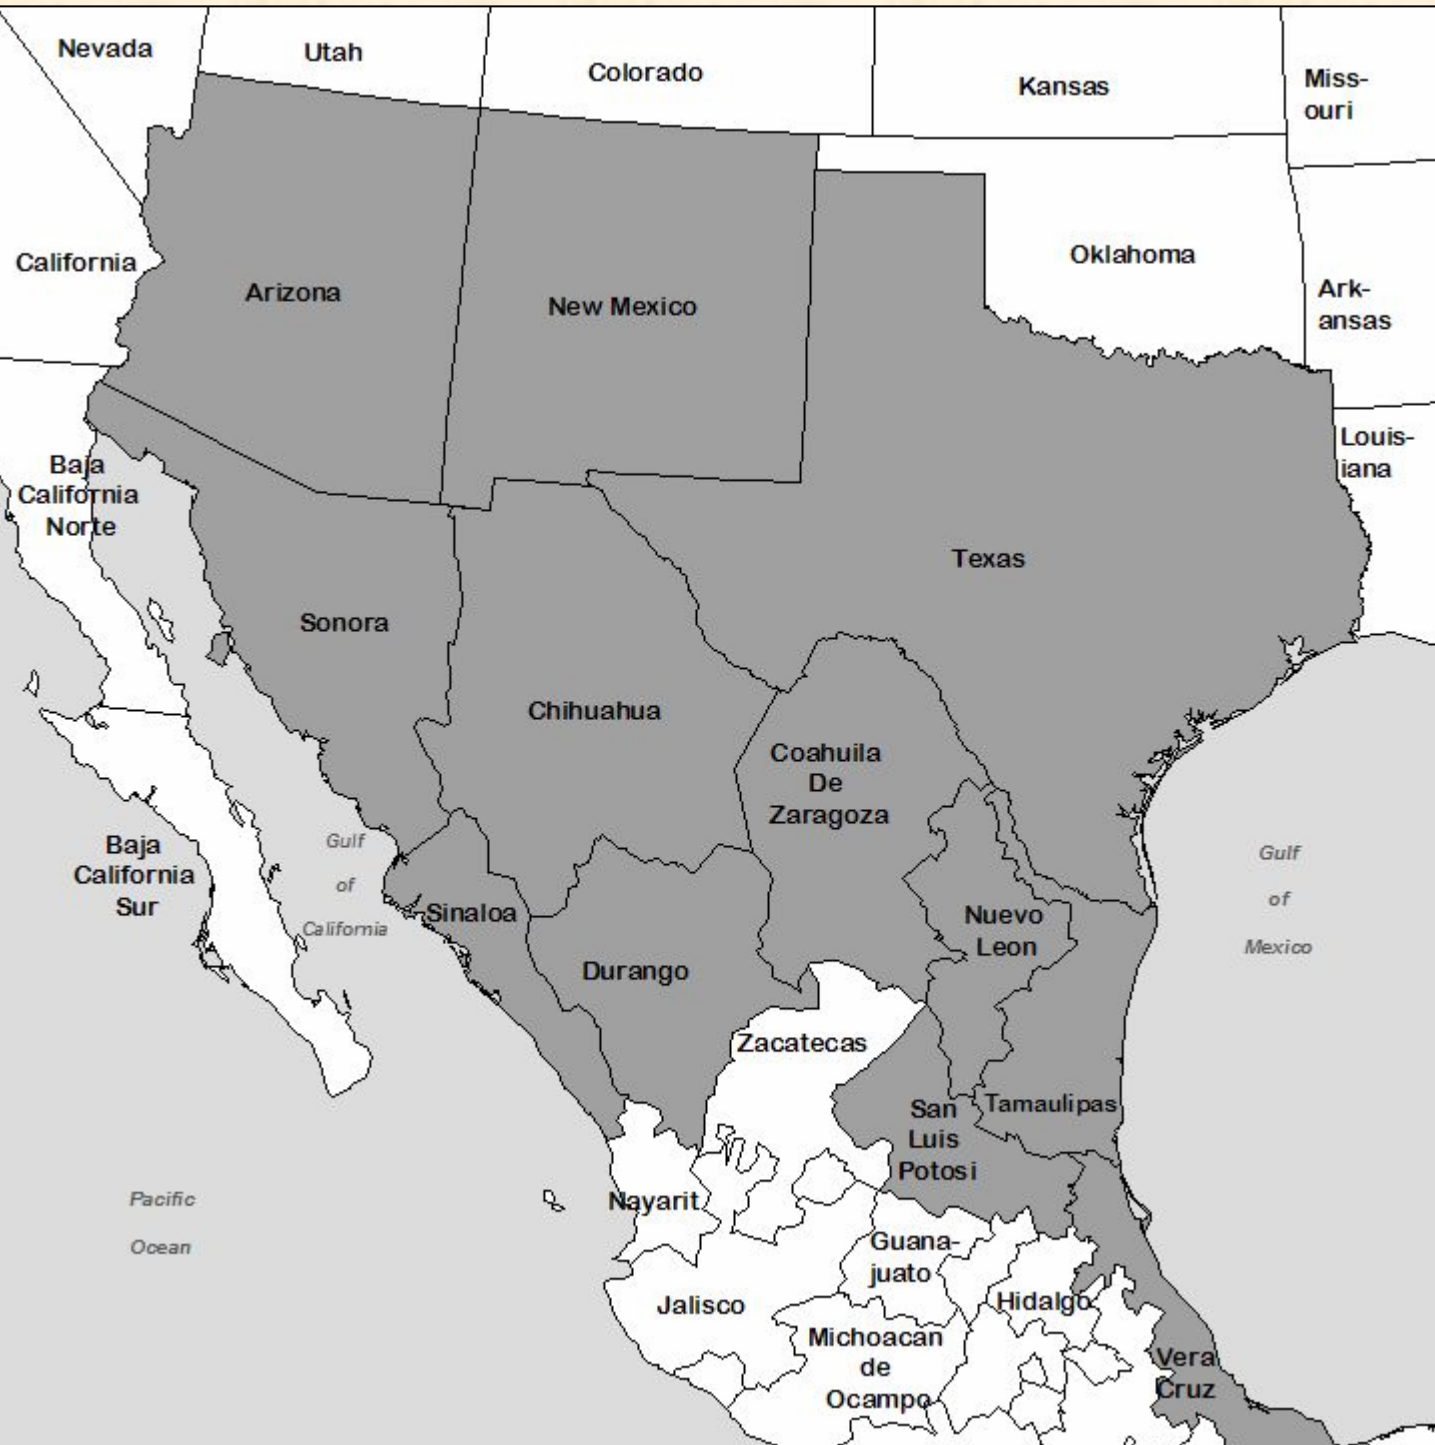 Nevada
Utah
Colorado
Kansas
Miss-
ouri
California
Arizona
New Mexico
Oklahoma
Ark-
ansas
Louis-
iana
Baja
California
Norte
Texas
Sonora
Chihuahua
Coahuila
De
Zaragoza
Baja
California
Sur
Gulf
of
California
Sinaloa
Durango
Nuevo
Leon
Gulf
of
Mexico
Zacatecas
San
Luis
Potosi
Tamaulipas
Pacific
Ocean
Nayarit
Guana-
juato
Jalisco
Hidalgo
Michoacan
de
Ocampo
Vera
Cruz